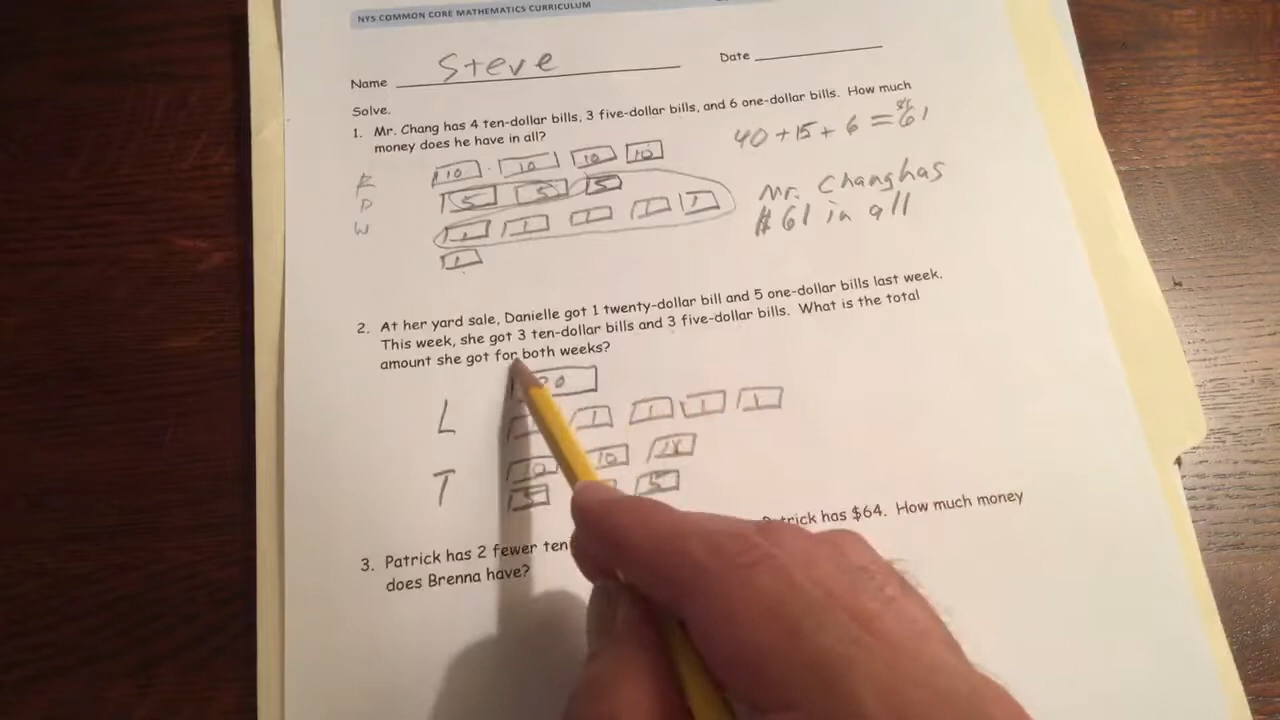 NYS COMMON CORE MATHEMATICS CURRICULUM
Name Steve Date
Solve.
1. Mr. Chang has 4 ten-dollar bills, 3 five-dollar bills, and 6 one-dollar bills. How much
money does he have in all?
40 + 15 + 6 = 61
R 10 10 10 10
D 5 5 5
W 1 1 1 1 1
1
Mr. Chang has
$61 in all
2. At her yard sale, Danielle got 1 twenty-dollar bill and 5 one-dollar bills last week.
This week, she got 3 ten-dollar bills and 3 five-dollar bills. What is the total
amount she got for both weeks?
L
1 1 1 1
T 10 10
5 5
3. Patrick has 2 fewer ten Patrick has $64. How much money
does Brenna have?